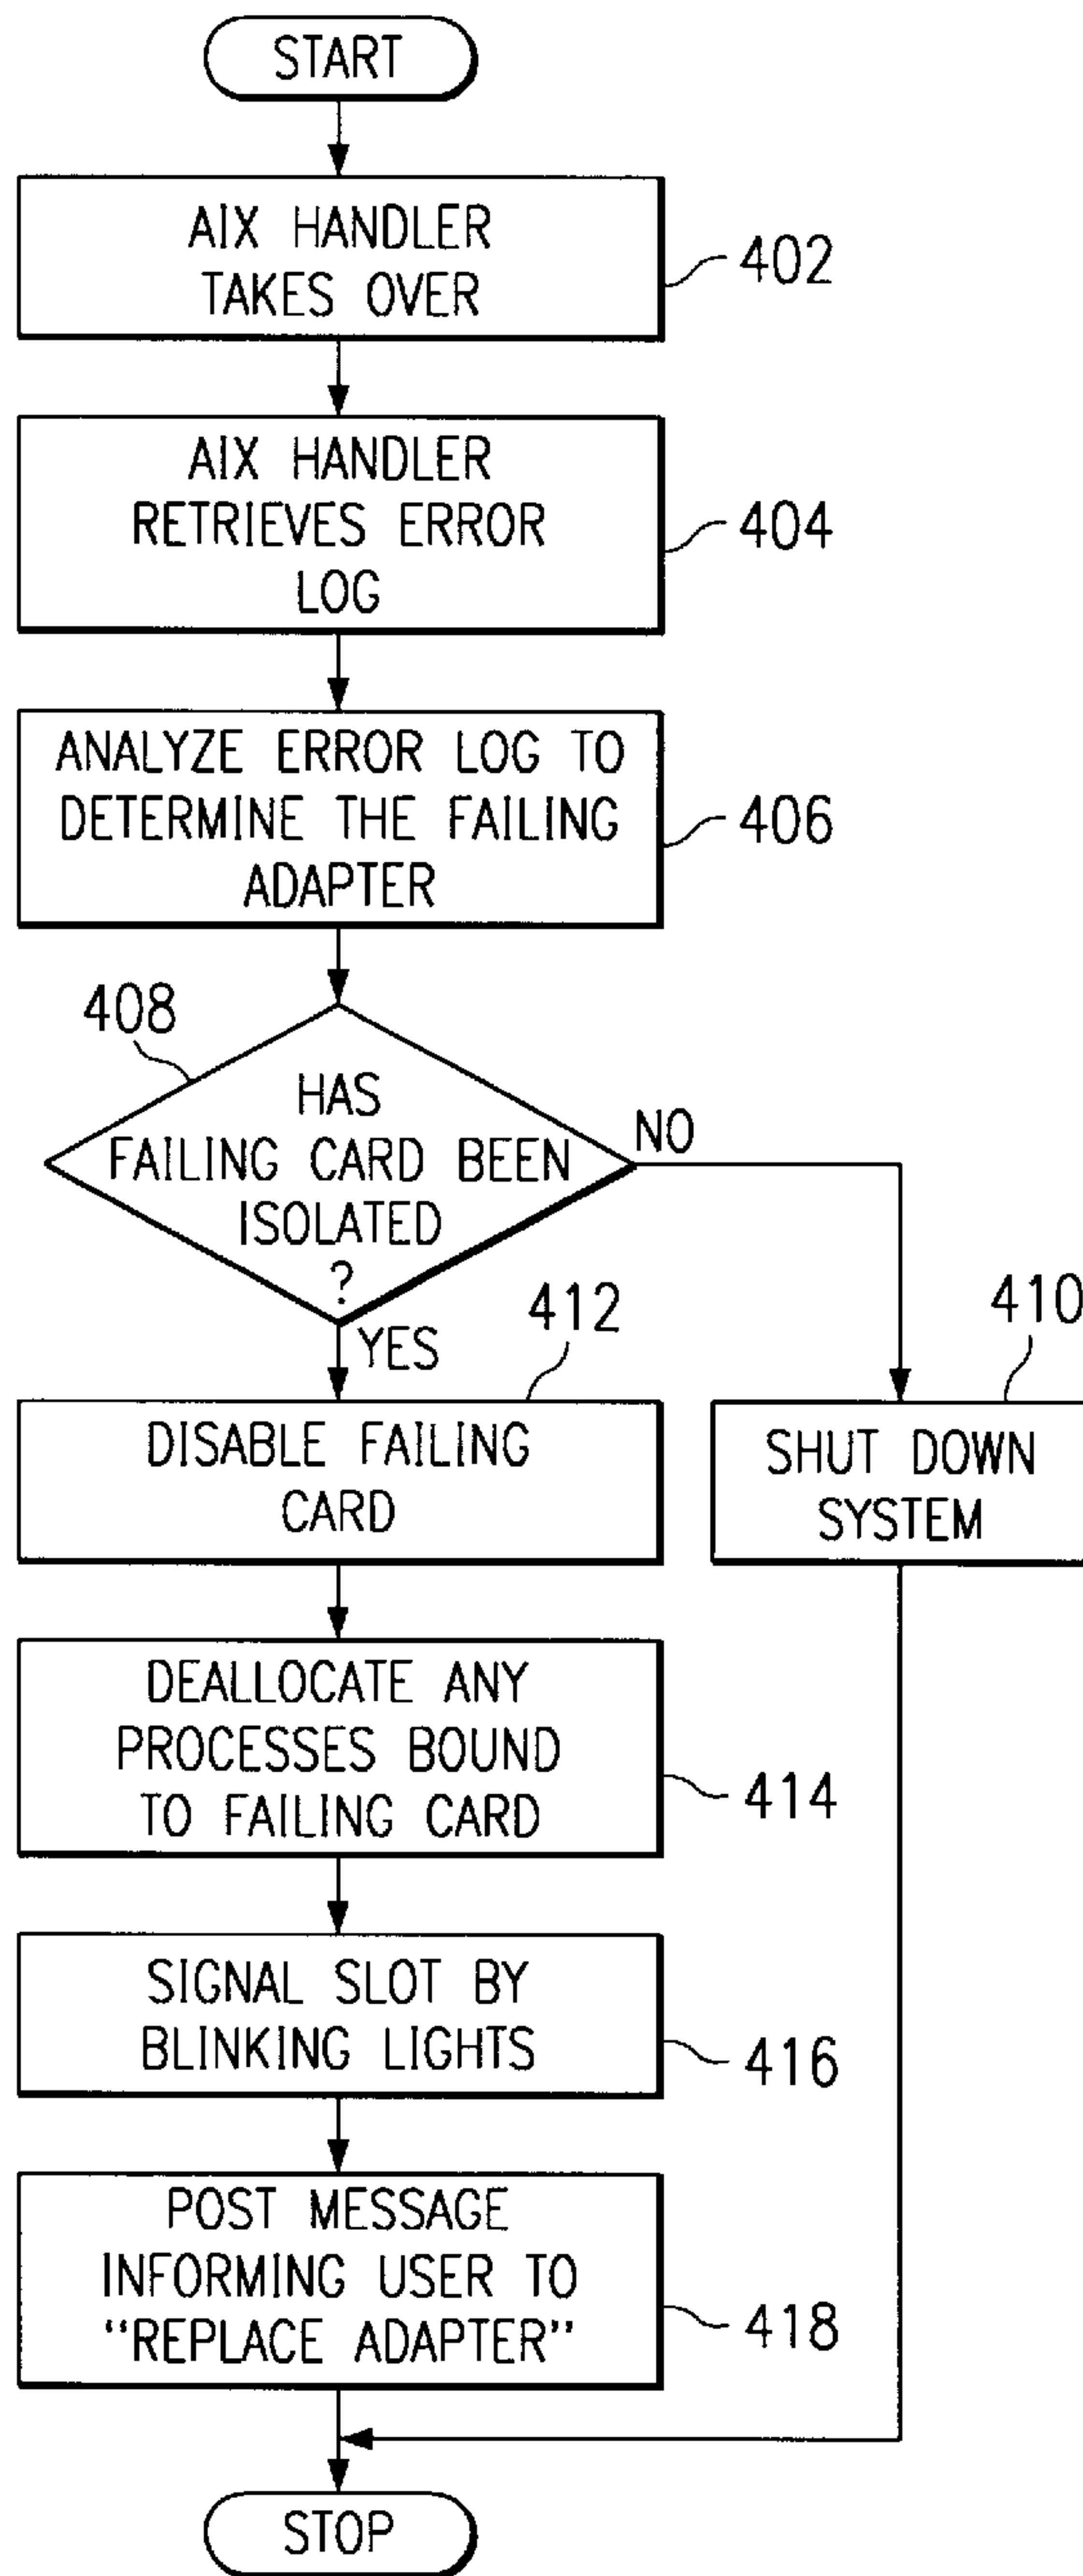 START
AIX HANDLER
TAKES OVER
402
AIX HANDLER
RETRIEVES ERROR
LOG
404
ANALYZE ERROR LOG TO
DETERMINE THE FAILING
ADAPTER
406
408
HAS
FAILING CARD BEEN
ISOLATED
?
NO
YES
412
410
DISABLE FAILING
CARD
SHUT DOWN
SYSTEM
DEALLOCATE ANY
PROCESSES BOUND
TO FAILING CARD
414
SIGNAL SLOT BY
BLINKING LIGHTS
416
POST MESSAGE
INFORMING USER TO
“REPLACE ADAPTER”
418
STOP